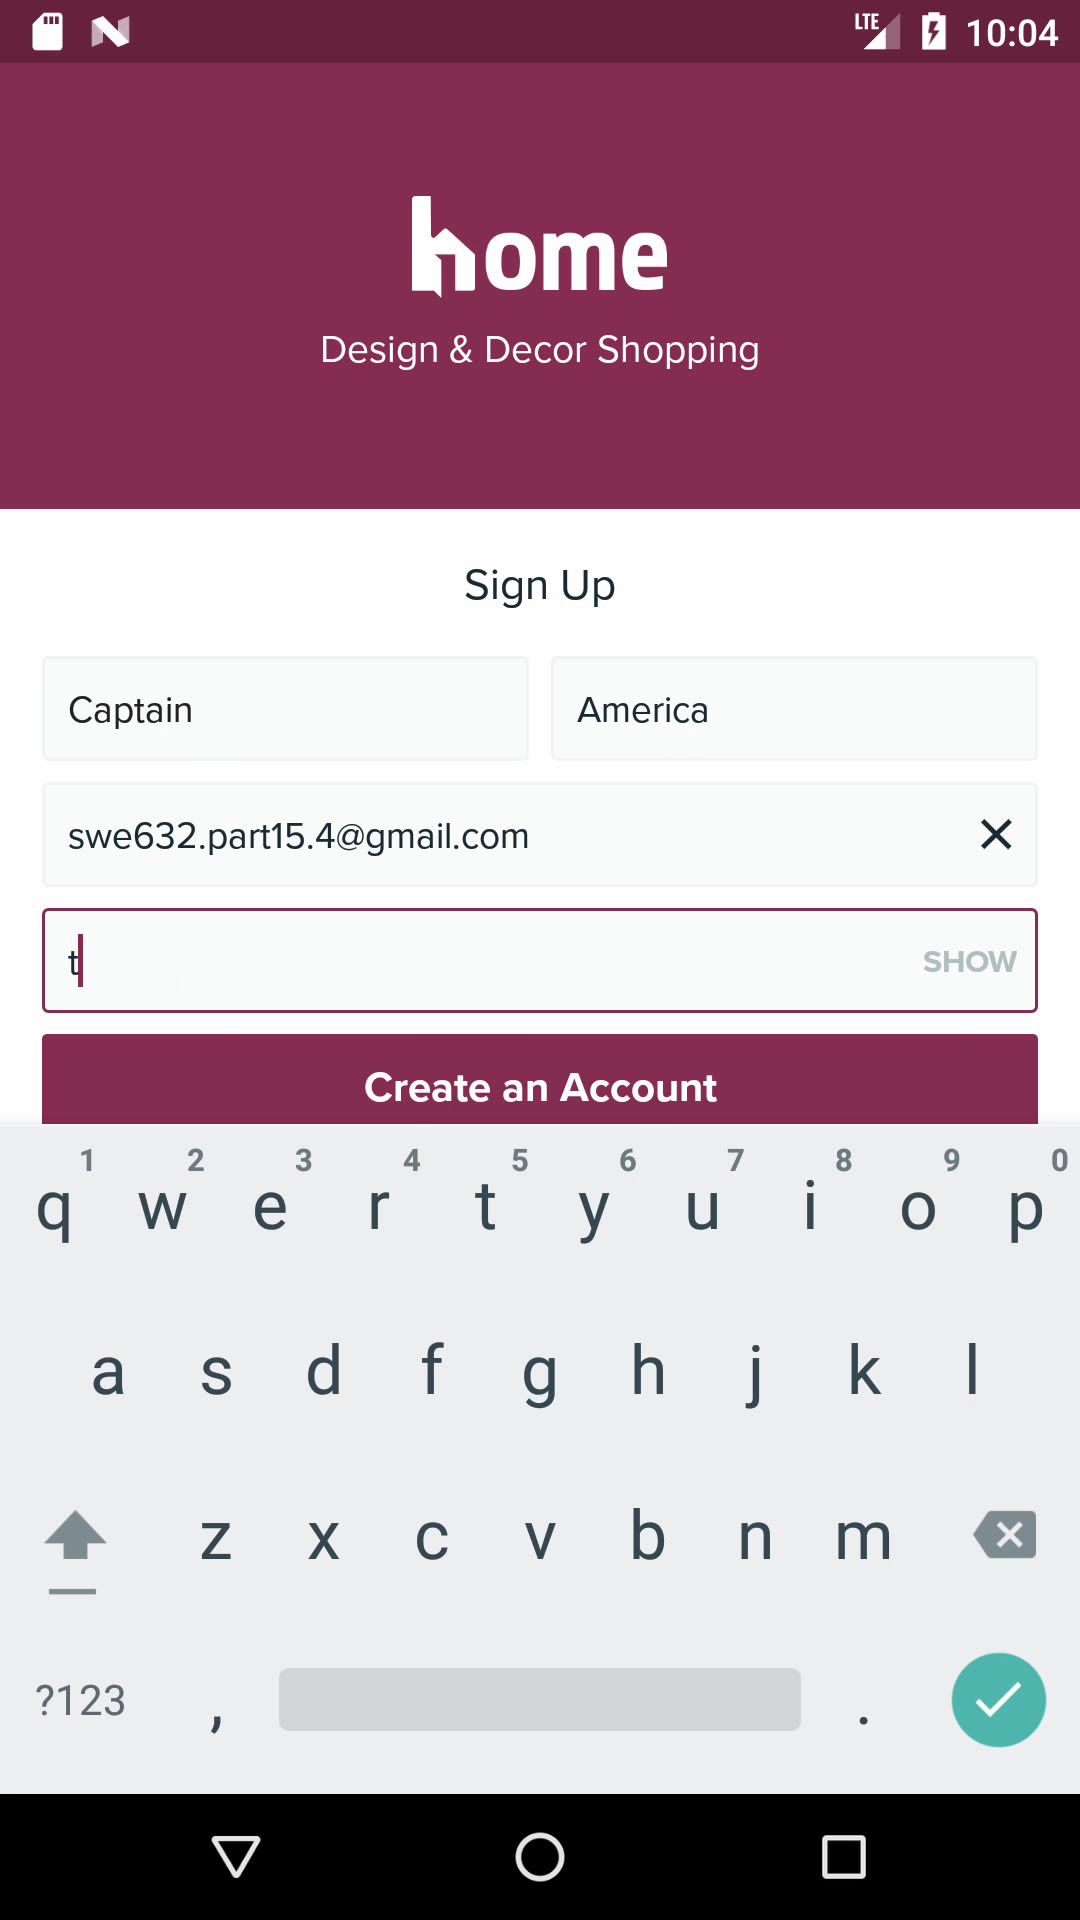 LTE 10:04
home
Design & Decor Shopping
Sign Up
Captain America
swe632.part15.4@gmail.com
t SHOW
Create an Account
1 2 3 4 5 6 7 8 9 0
q w e r t y u i o p
a s d f g h j k l
z x c v b n m
?123 , .